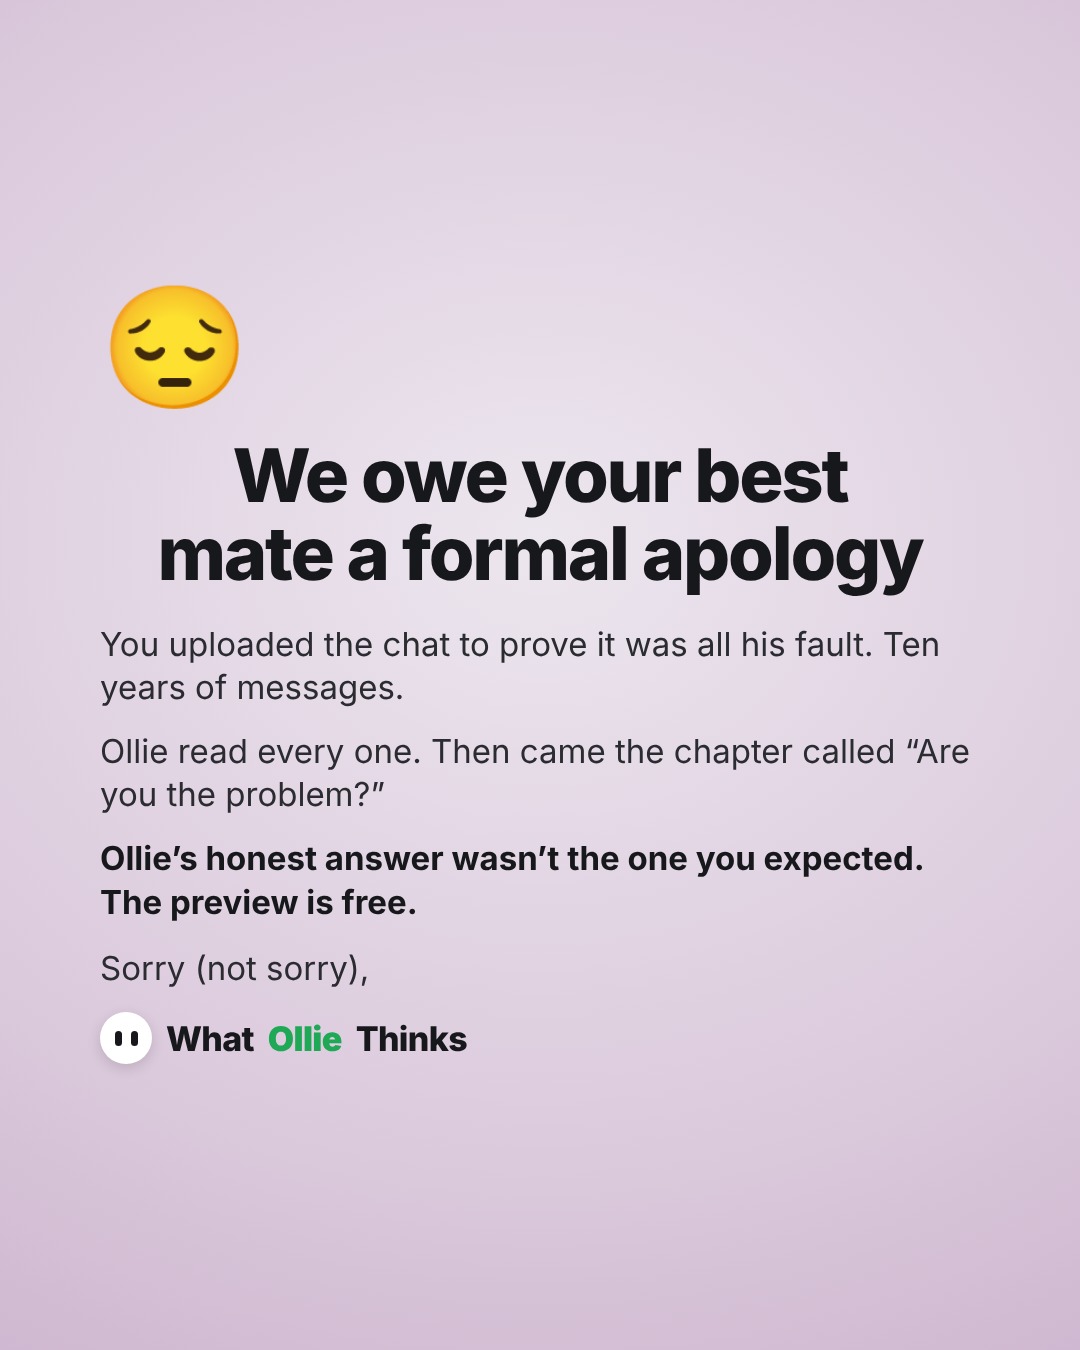 We owe your best
mate a formal apology
You uploaded the chat to prove it was all his fault. Ten
years of messages.
Ollie read every one. Then came the chapter called “Are
you the problem?”
Ollie’s honest answer wasn’t the one you expected.
The preview is free.
Sorry (not sorry),
What Ollie Thinks